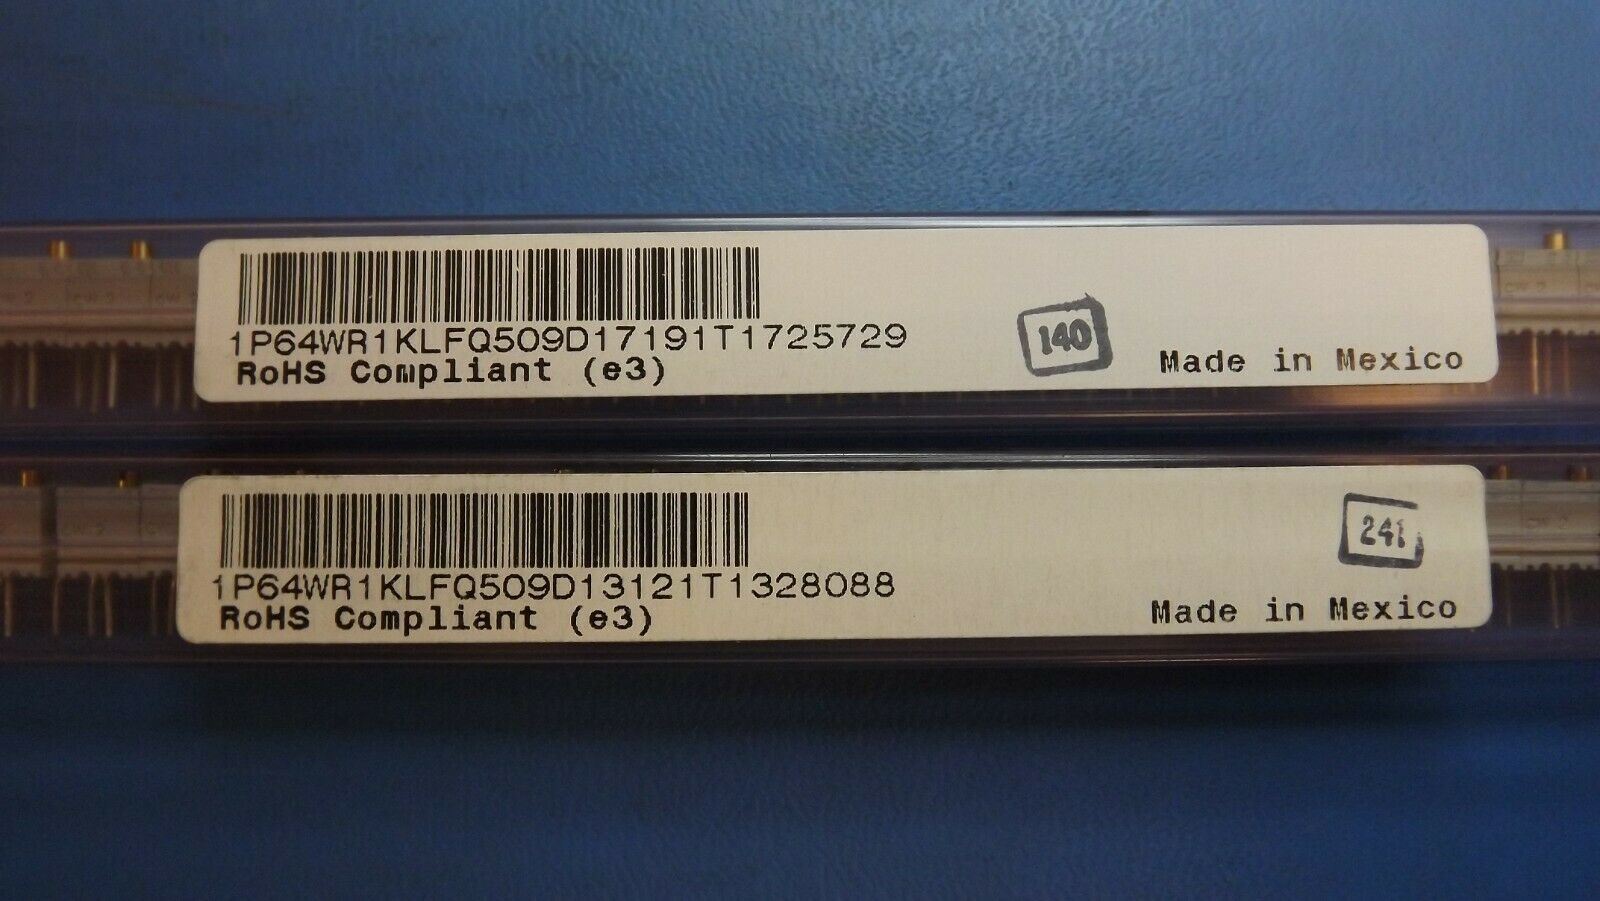 1P64WR1KLFQ509D17191T1725729
RoHS Compliant (e3)
140
Made in Mexico
1P64WR1KLFQ509D13121T1328088
RoHS Compliant (e3)
241
Made in Mexico